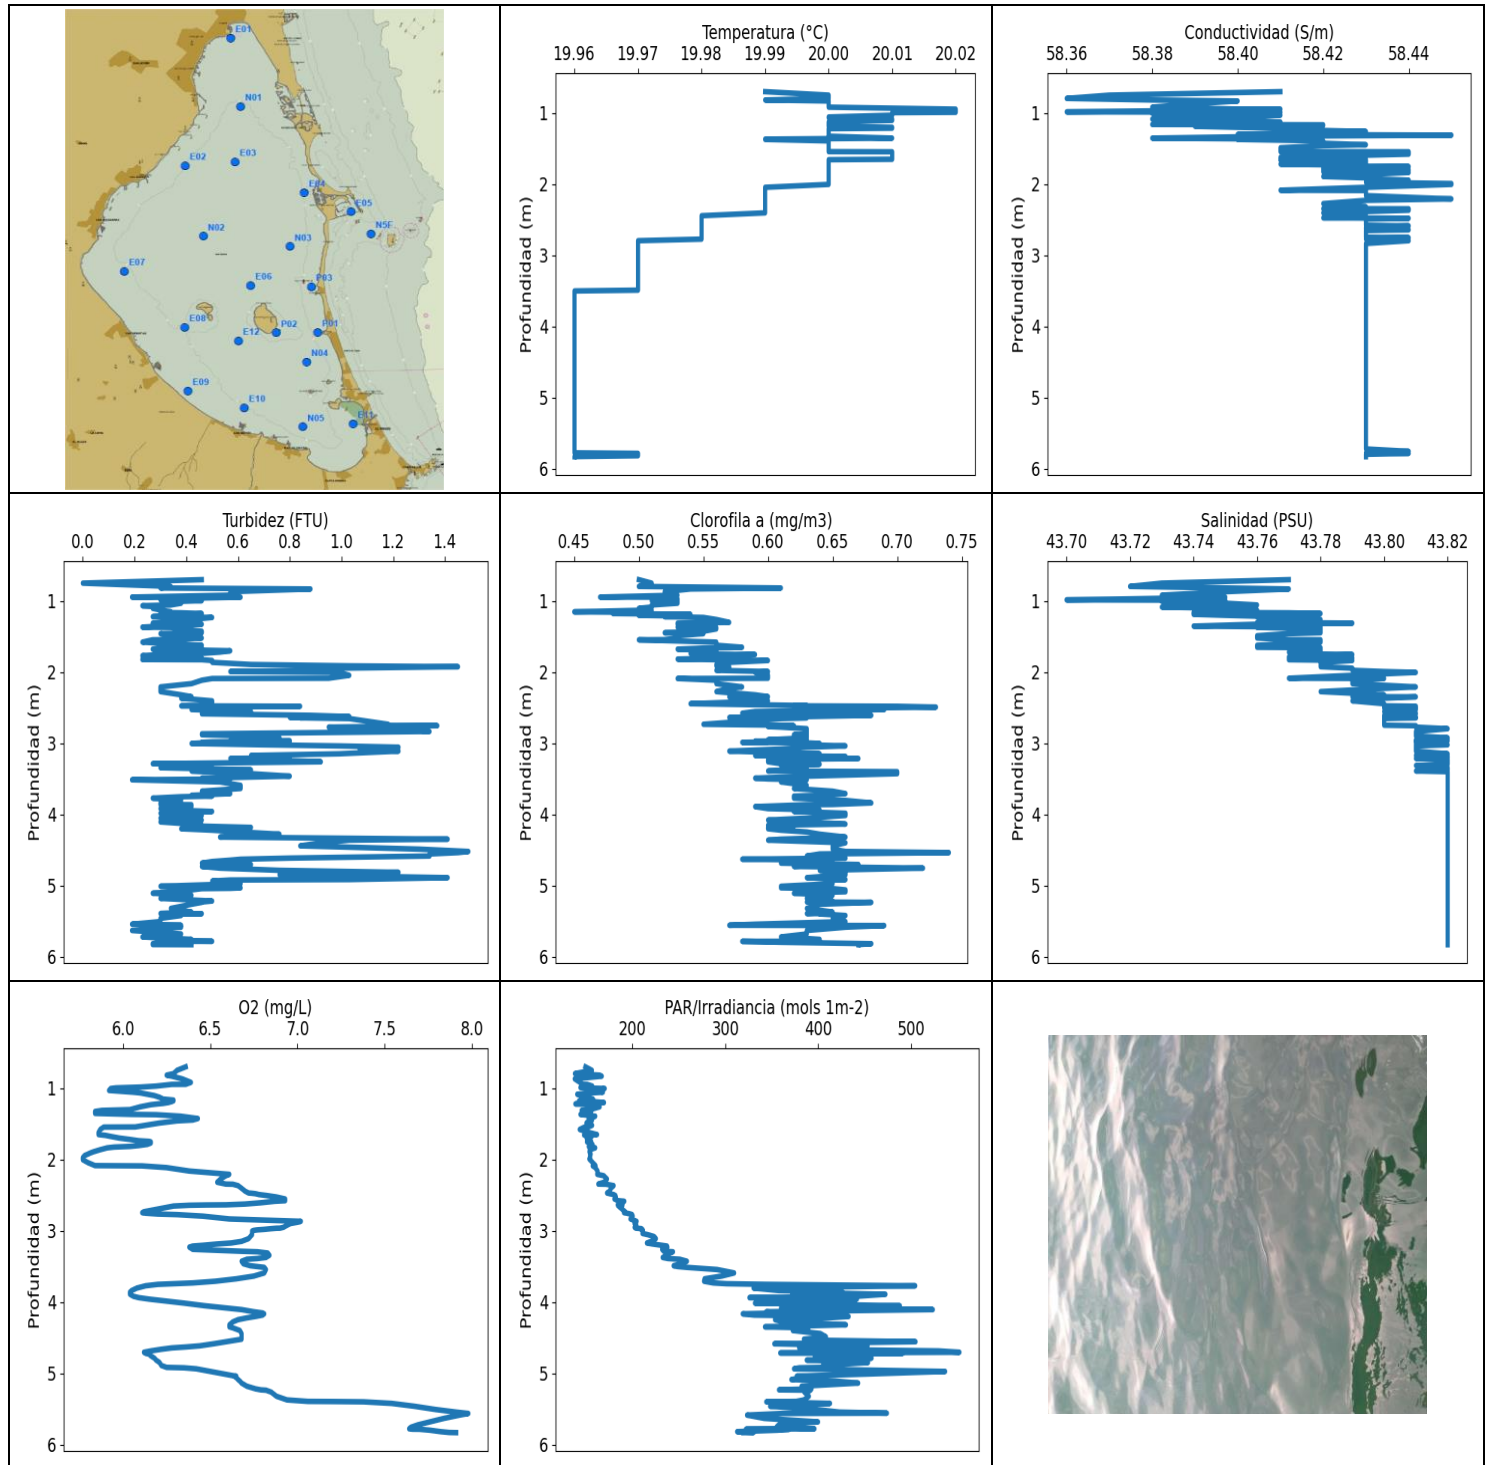 E01
N01
E02
E03
E04
E05
N5F
N02
N03
E07
E06
P03
E08
E12
P02
P01
N04
E09
E10
N05
E11
Temperatura (°C)
19.96 19.97 19.98 19.99 20.00 20.01 20.02
Profundidad (m)
1
2
3
4
5
6
Conductividad (S/m)
58.36 58.38 58.40 58.42 58.44
Profundidad (m)
1
2
3
4
5
6
Turbidez (FTU)
0.0 0.2 0.4 0.6 0.8 1.0 1.2 1.4
Profundidad (m)
1
2
3
4
5
6
Clorofila a (mg/m3)
0.45 0.50 0.55 0.60 0.65 0.70 0.75
Profundidad (m)
1
2
3
4
5
6
Salinidad (PSU)
43.70 43.72 43.74 43.76 43.78 43.80 43.82
Profundidad (m)
1
2
3
4
5
6
O2 (mg/L)
6.0 6.5 7.0 7.5 8.0
Profundidad (m)
1
2
3
4
5
6
PAR/Irradiancia (mols 1m-2)
200 300 400 500
Profundidad (m)
1
2
3
4
5
6